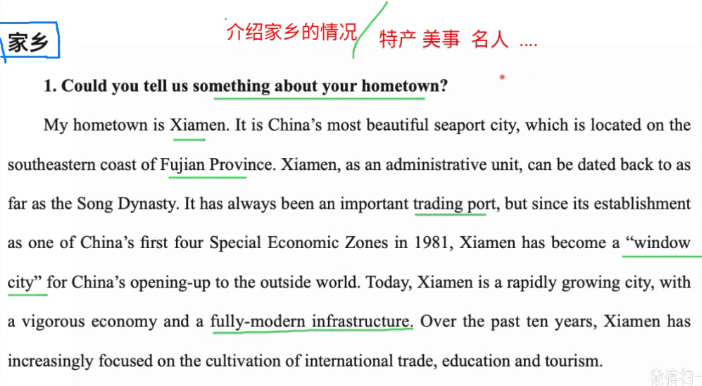 介绍家乡的情况
特产 美事 名人 ....
家乡
1. Could you tell us something about your hometown?
My hometown is Xiamen. It is China's most beautiful seaport city, which is located on the
southeastern coast of Fujian Province. Xiamen, as an administrative unit, can be dated back to as
far as the Song Dynasty. It has always been an important trading port, but since its establishment
as one of China's first four Special Economic Zones in 1981, Xiamen has become a “window
city” for China's opening-up to the outside world. Today, Xiamen is a rapidly growing city, with
a vigorous economy and a fully-modern infrastructure. Over the past ten years, Xiamen has
increasingly focused on the cultivation of international trade, education and tourism.